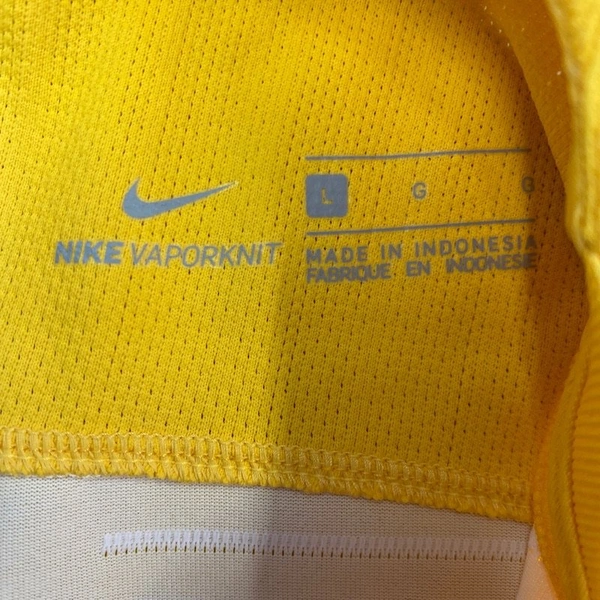 L G G
NIKE VAPORKNIT
MADE IN INDONESIA
FABRIQUE EN INDONESIE